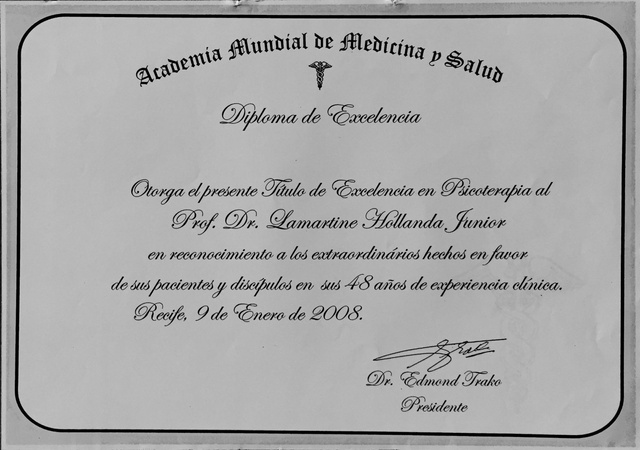 Academia Mundial de Medicina y Salud
Diploma de Excelencia
Otorga el presente Título de Excelencia en Psicoterapia al
Prof. Dr. Lamartine Hollanda Junior
en reconocimiento a los extraordinários hechos en favor
de sus pacientes y discípulos en sus 48 años de experiencia clínica.
Recife, 9 de Enero de 2008.
Dr. Edmond Trako
Presidente